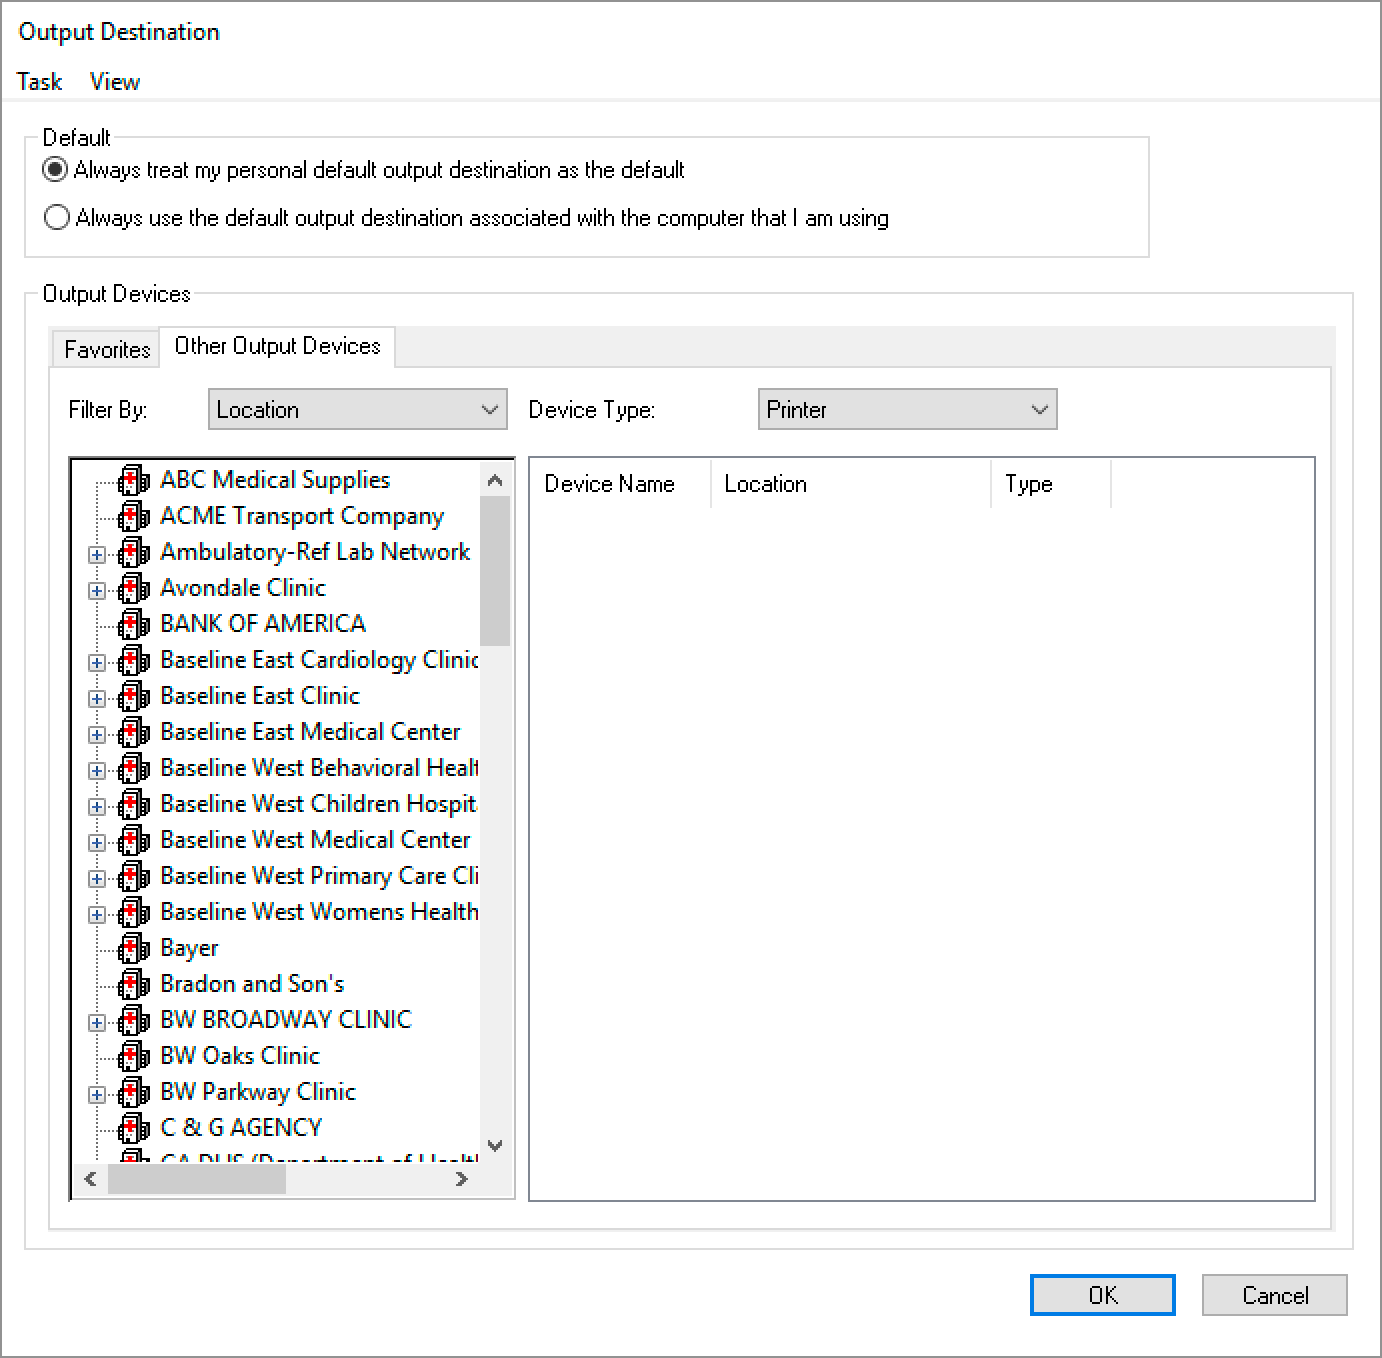 Output Destination
Task View
Default
Always treat my personal default output destination as the default
Always use the default output destination associated with the computer that I am using
Output Devices
Favorites Other Output Devices
Filter By: Location Device Type: Printer
Device Name Location Type
ABC Medical Supplies
ACME Transport Company
Ambulatory-Ref Lab Network
Avondale Clinic
BANK OF AMERICA
Baseline East Cardiology Clinic
Baseline East Clinic
Baseline East Medical Center
Baseline West Behavioral Healt
Baseline West Children Hospit
Baseline West Medical Center
Baseline West Primary Care Cli
Baseline West Womens Health
Bayer
Bradon and Son's
BW BROADWAY CLINIC
BW Oaks Clinic
BW Parkway Clinic
C & G AGENCY
CA DHS (Department of Healt
OK Cancel